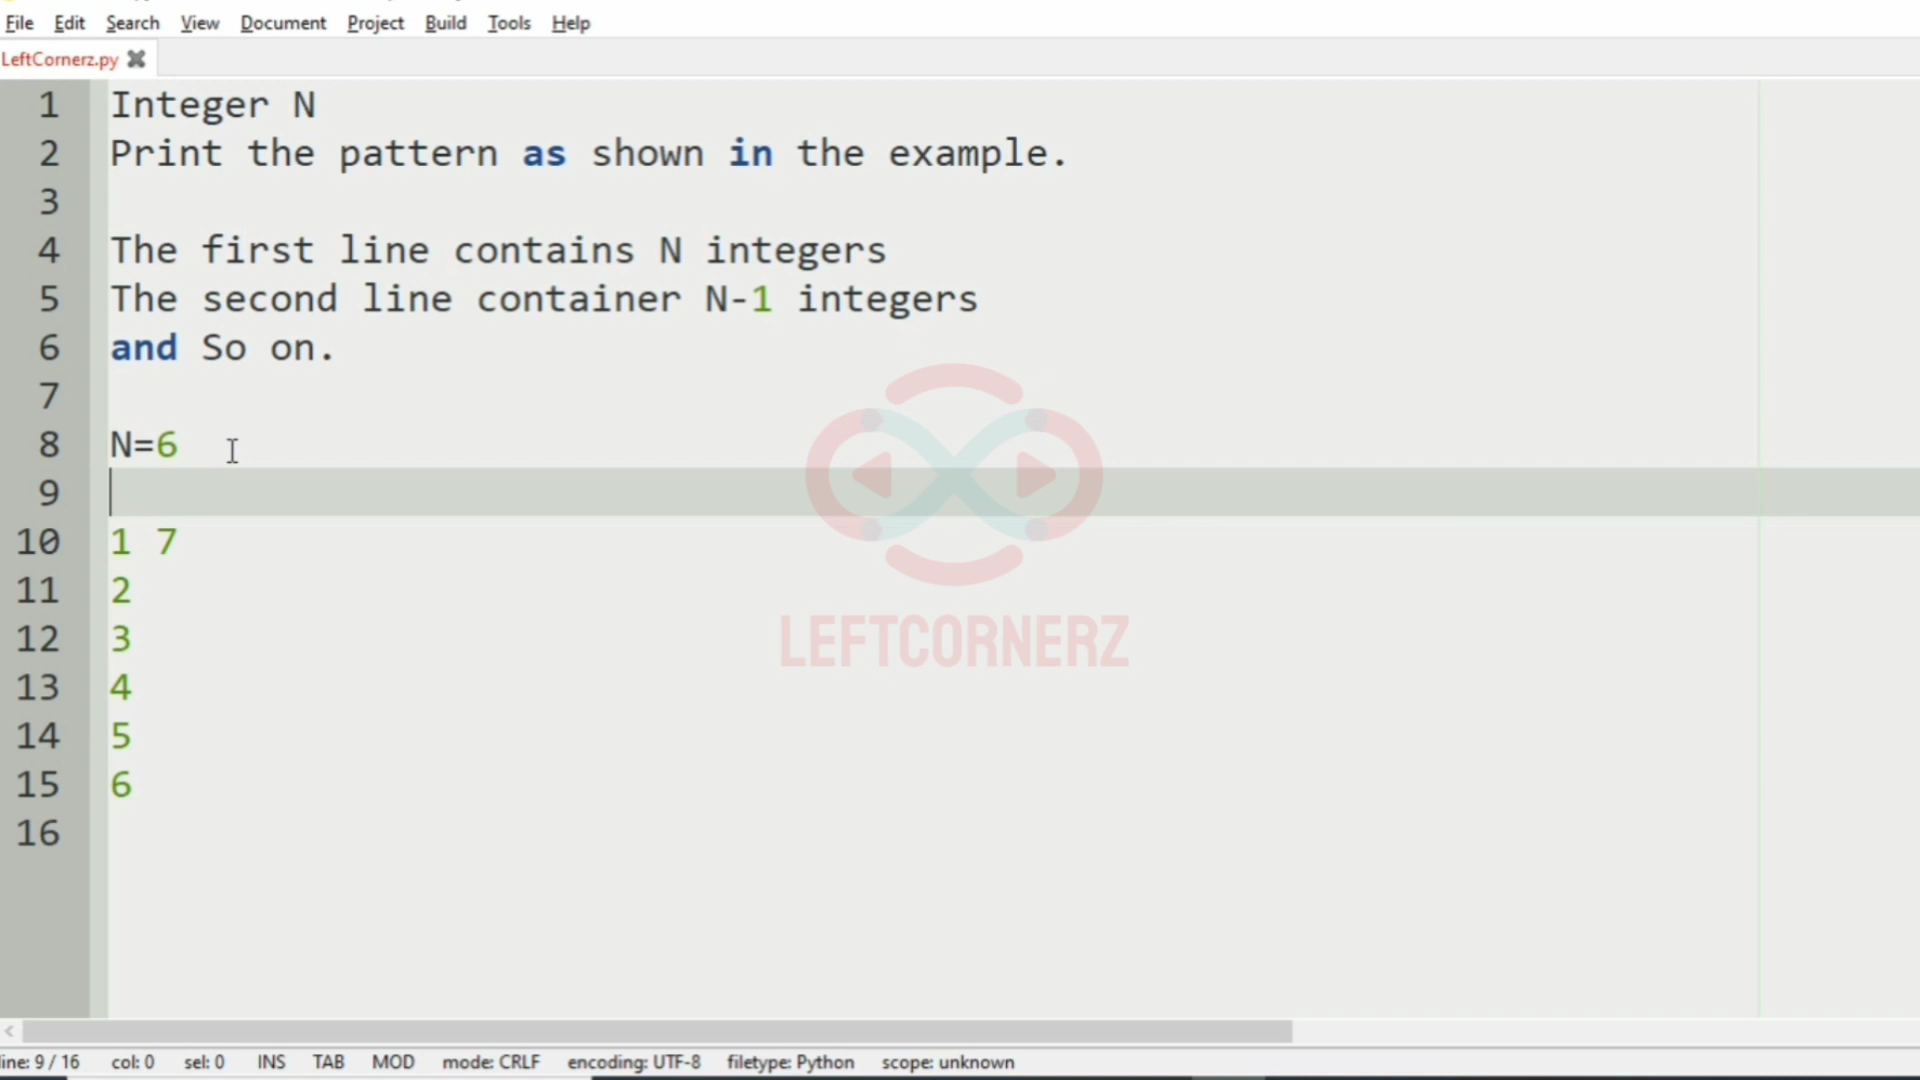 File Edit Search View Document Project Build Tools Help
LeftCornerz.py
1 Integer N
2 Print the pattern as shown in the example.
3
4 The first line contains N integers
5 The second line container N-1 integers
6 and So on.
7
8 N=6
9
10 1 7
11 2
12 3
13 4
14 5
15 6
16
LEFTCORNERZ
line: 9 / 16 col: 0 sel: 0 INS TAB MOD mode: CRLF encoding: UTF-8 filetype: Python scope: unknown